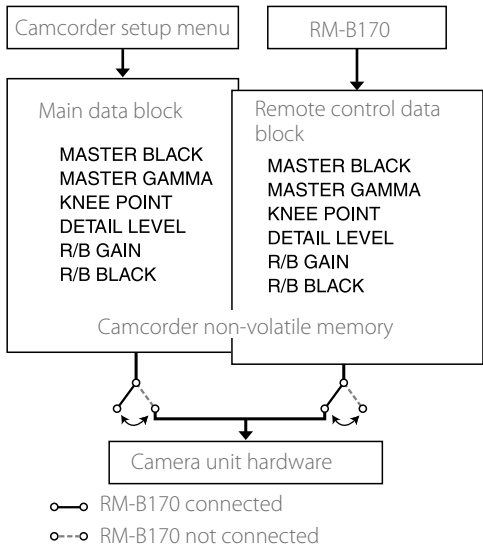 Camcorder setup menu
RM-B170
Main data block
MASTER BLACK
MASTER GAMMA
KNEE POINT
DETAIL LEVEL
R/B GAIN
R/B BLACK
Remote control data
block
MASTER BLACK
MASTER GAMMA
KNEE POINT
DETAIL LEVEL
R/B GAIN
R/B BLACK
Camcorder non-volatile memory
Camera unit hardware
RM-B170 connected
RM-B170 not connected